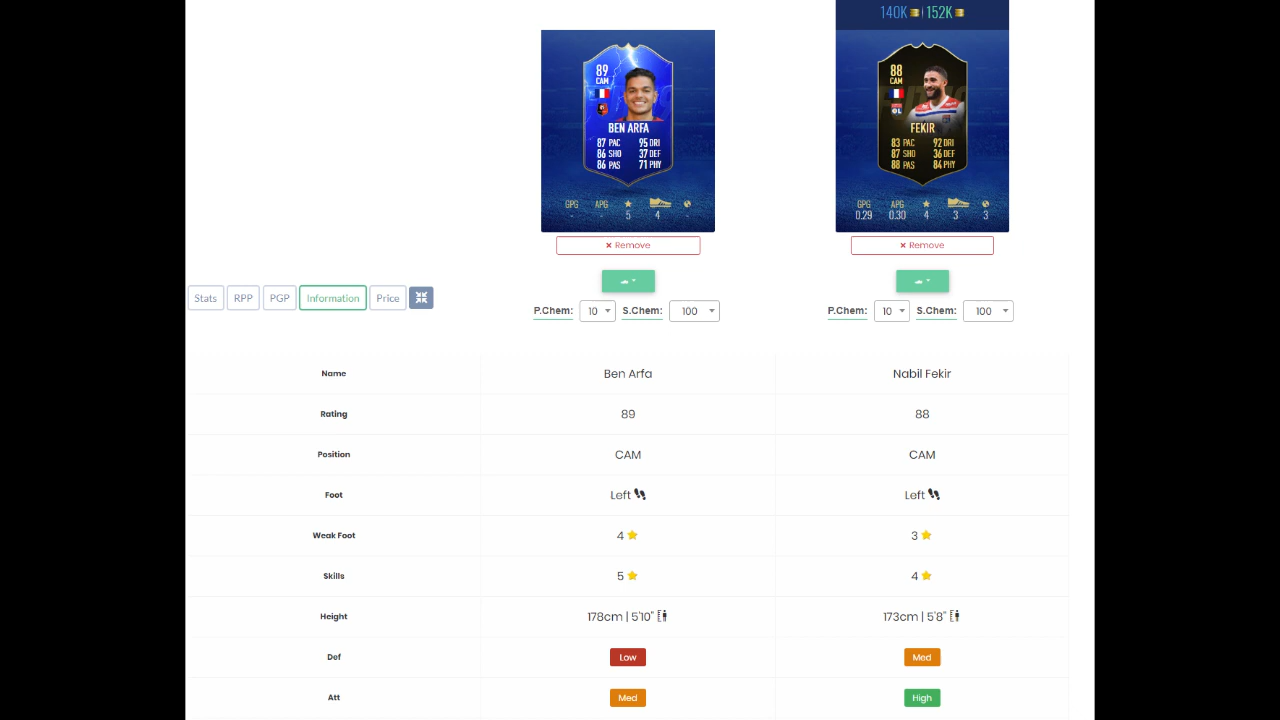 140K | 152K
89
CAM
BEN ARFA
87 PAC 95 DRI
86 SHO 37 DEF
86 PAS 71 PHY
GPG APG
- - 5 4 -
88
CAM
FEKIR
83 PAC 92 DRI
87 SHO 36 DEF
88 PAS 84 PHY
GPG APG
0.29 0.30 4 3 3
× Remove
× Remove
Stats RPP PGP Information Price
P.Chem: 10 S.Chem: 100
P.Chem: 10 S.Chem: 100
Name Ben Arfa Nabil Fekir
Rating 89 88
Position CAM CAM
Foot Left Left
Weak Foot 4 3
Skills 5 4
Height 178cm | 5'10" 173cm | 5'8"
Def Low Med
Att Med High